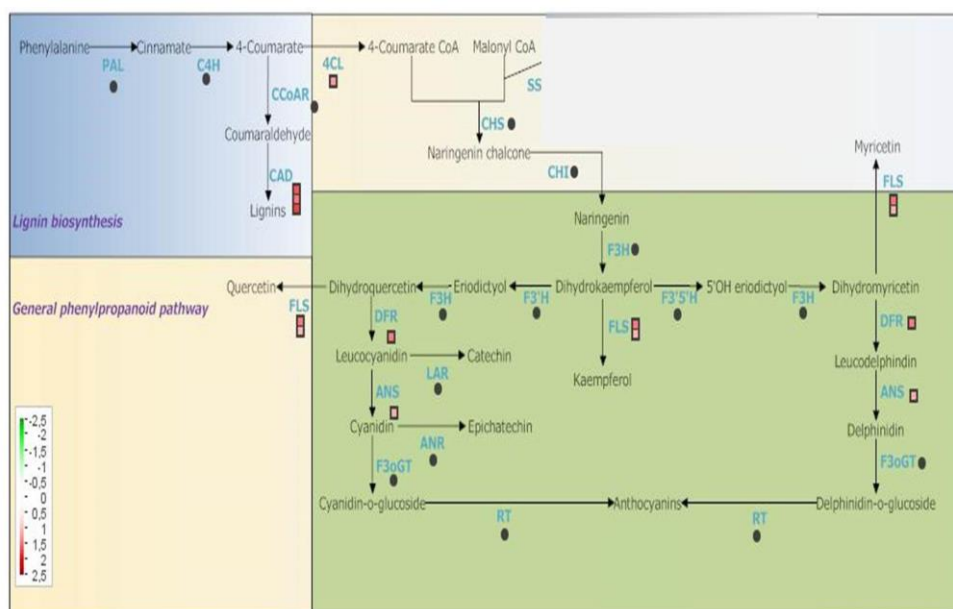 Phenylalanine Cinnamate 4-Coumarate 4-Coumarate CoA Malonyl CoA
PAL C4H 4CL
CCoAR SS
Coumaraldehyde CHS
Naringenin chalcone Myricetin
CAD CHI FLS
Lignins
Lignin biosynthesis Naringenin
F3H
Quercetin Dihydroquercetin Eriodictyol Dihydrokaempferol 5'OH eriodictyol Dihydromyricetin
General phenylpropanoid pathway FLS F3H F3'H F3'5'H F3H
DFR FLS DFR
Leucocyanidin Catechin Leucodelphindin
LAR Kaempferol
ANS ANS
Cyanidin Epichatechin Delphinidin
ANR
F3oGT F3oGT
Cyanidin-o-glucoside Anthocyanins Delphinidin-o-glucoside
RT RT
-2,5
-2
-1,5
-1
-0,5
0
0,5
1
1,5
2
2,5